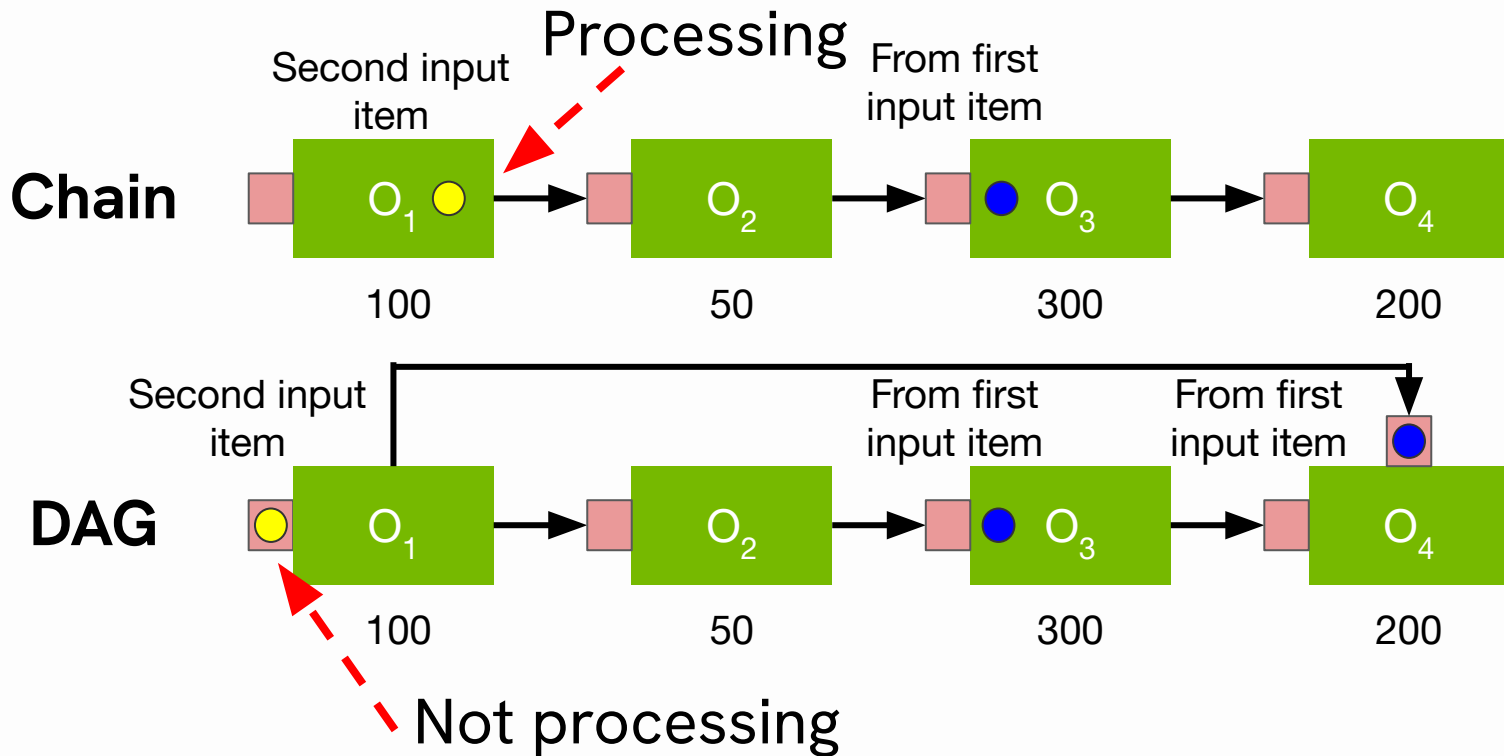 Processing
Second input
item
From first
input item
Chain
O1
O2
O3
O4
100
50
300
200
Second input
item
From first
input item
From first
input item
DAG
O1
O2
O3
O4
100
50
300
200
Not processing